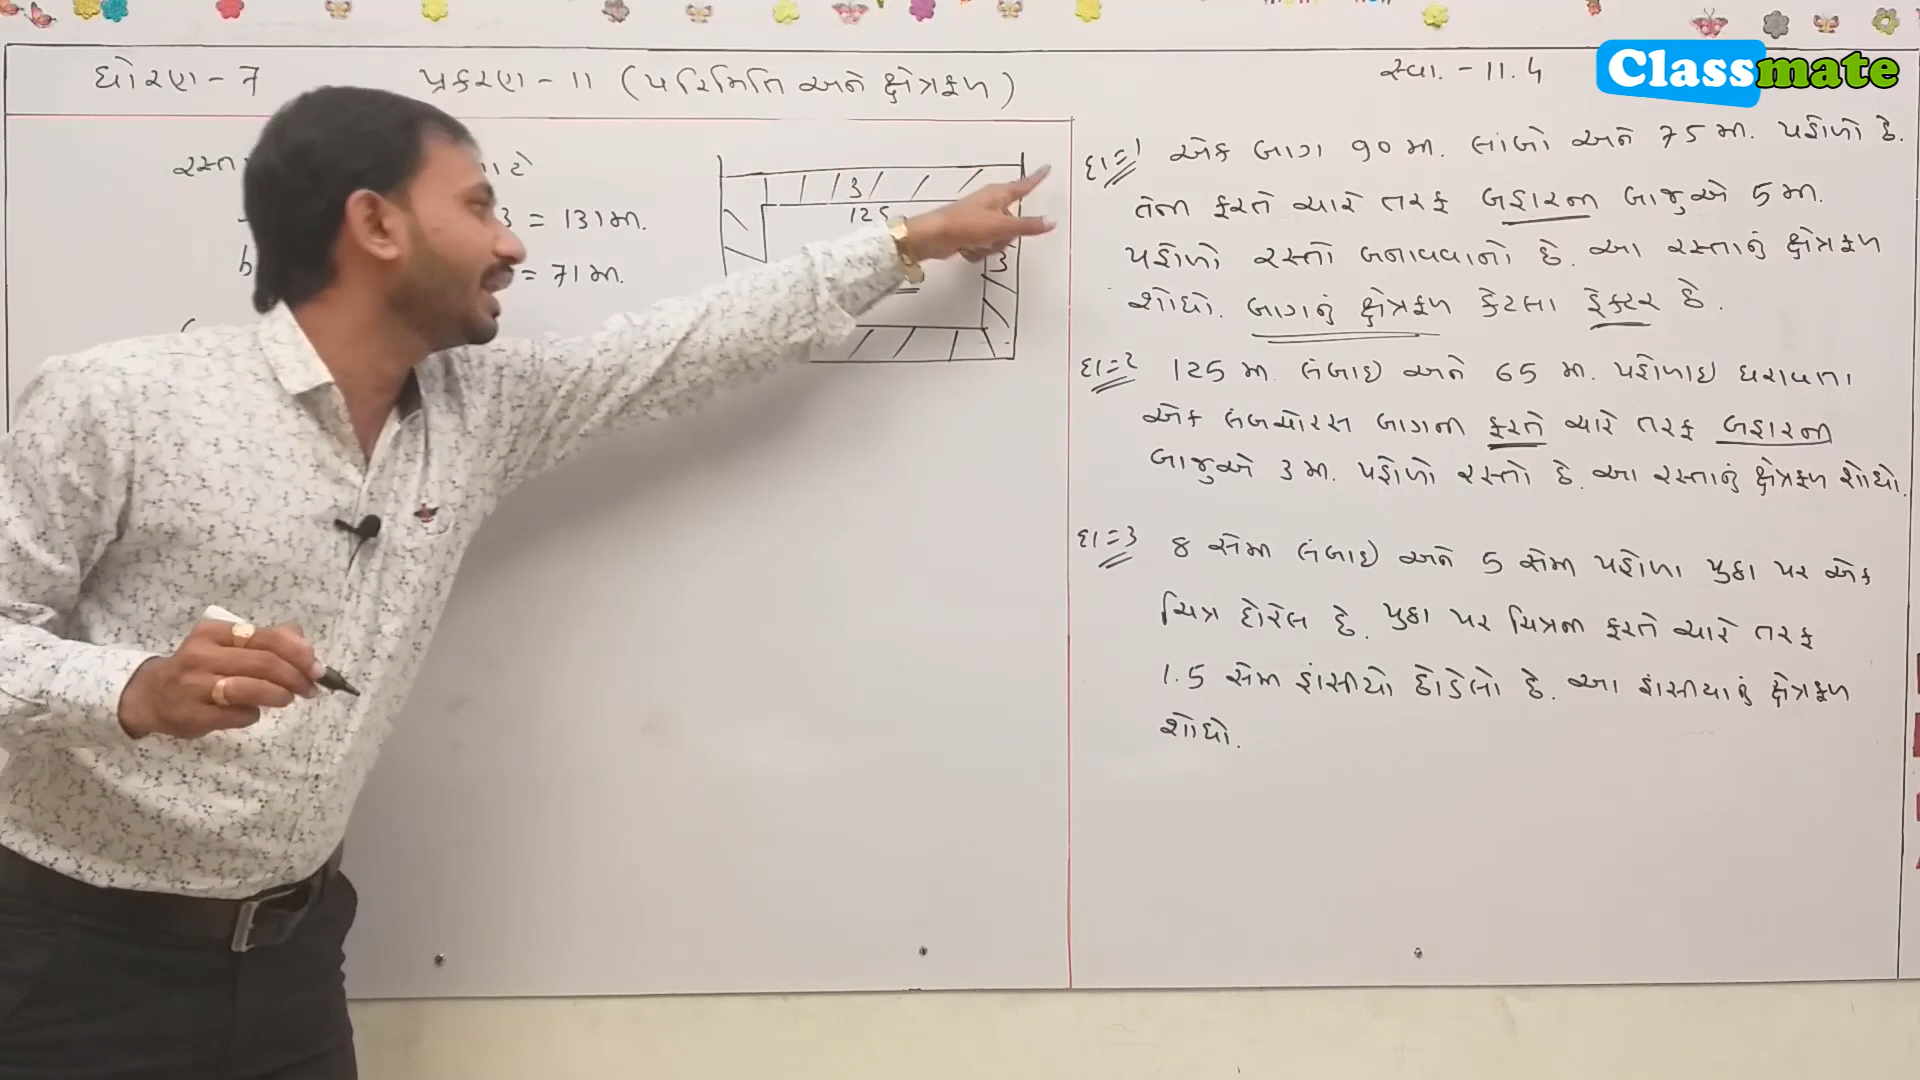 ધોરણ - 7 પ્રકરણ - 11 (પરિમિતિ અને ક્ષેત્રફળ) સ્વા. - 11.4
Classmate
3 = 131 મી.
b = 71 મી.
3
125
3
દા=1 એક બાગ 90 મી. લાંબો અને 75 મી. પહોળો છે.
તેની ફરતે ચારે તરફ બહારની બાજુએ 5 મી.
પહોળો રસ્તો બનાવવાનો છે. આ રસ્તાનું ક્ષેત્રફળ
શોધો. બાગનું ક્ષેત્રફળ કેટલા હેક્ટર છે.
દા=2 125 મી. લંબાઇ અને 65 મી. પહોળાઇ ધરાવતા
એક લંબચોરસ બાગની ફરતે ચારે તરફ બહારની
બાજુએ 3 મી. પહોળો રસ્તો છે. આ રસ્તાનું ક્ષેત્રફળ શોધો.
દા=3 8 સેમી લંબાઇ અને 5 સેમી પહોળા પુઠા પર એક
ચિત્ર દોરેલ છે. પુઠા પર ચિત્રની ફરતે ચારે તરફ
1.5 સેમી હાંસીયો છોડેલો છે. આ હાંસીયાનું ક્ષેત્રફળ
શોધો.